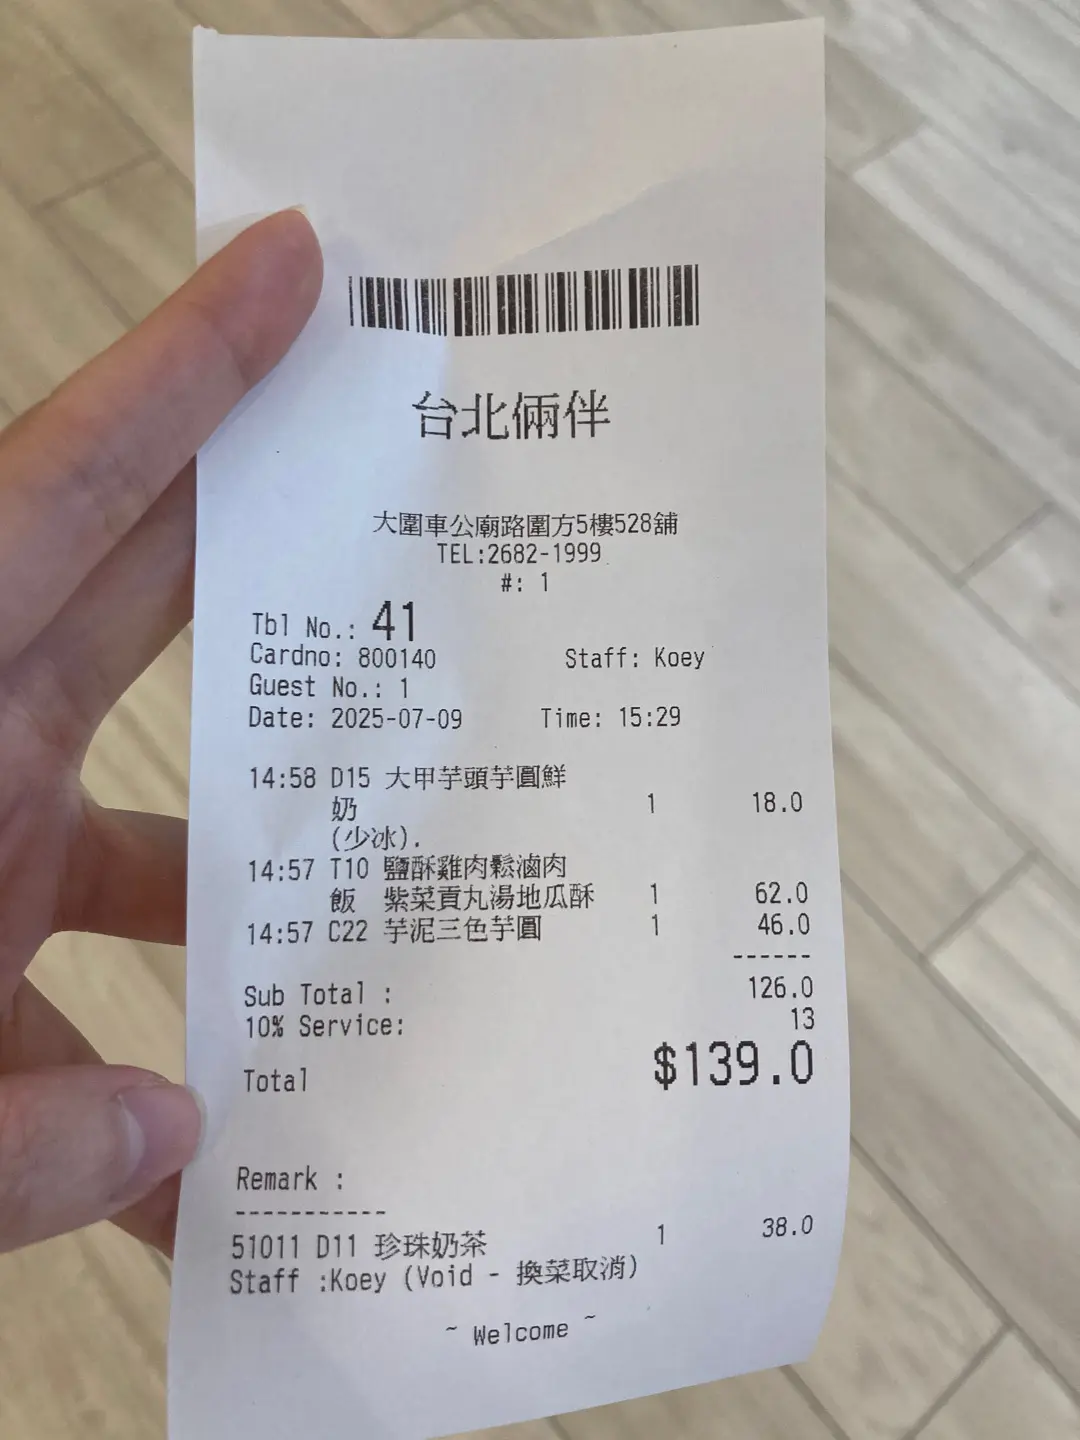 台北倆伴
大圍車公廟路圍方5樓528舖
TEL:2682-1999
#: 1
Tbl No.: 41
Cardno: 800140 Staff: Koey
Guest No.: 1
Date: 2025-07-09 Time: 15:29
14:58 D15 大甲芋頭芋圓鮮
奶 1 18.0
(少冰).
14:57 T10 鹽酥雞肉鬆滷肉
飯 紫菜貢丸湯地瓜酥 1 62.0
14:57 C22 芋泥三色芋圓 1 46.0
------
Sub Total : 126.0
10% Service: 13
Total $139.0
Remark :
-----------
51011 D11 珍珠奶茶 1 38.0
Staff :Koey (Void - 換菜取消)
~ Welcome ~